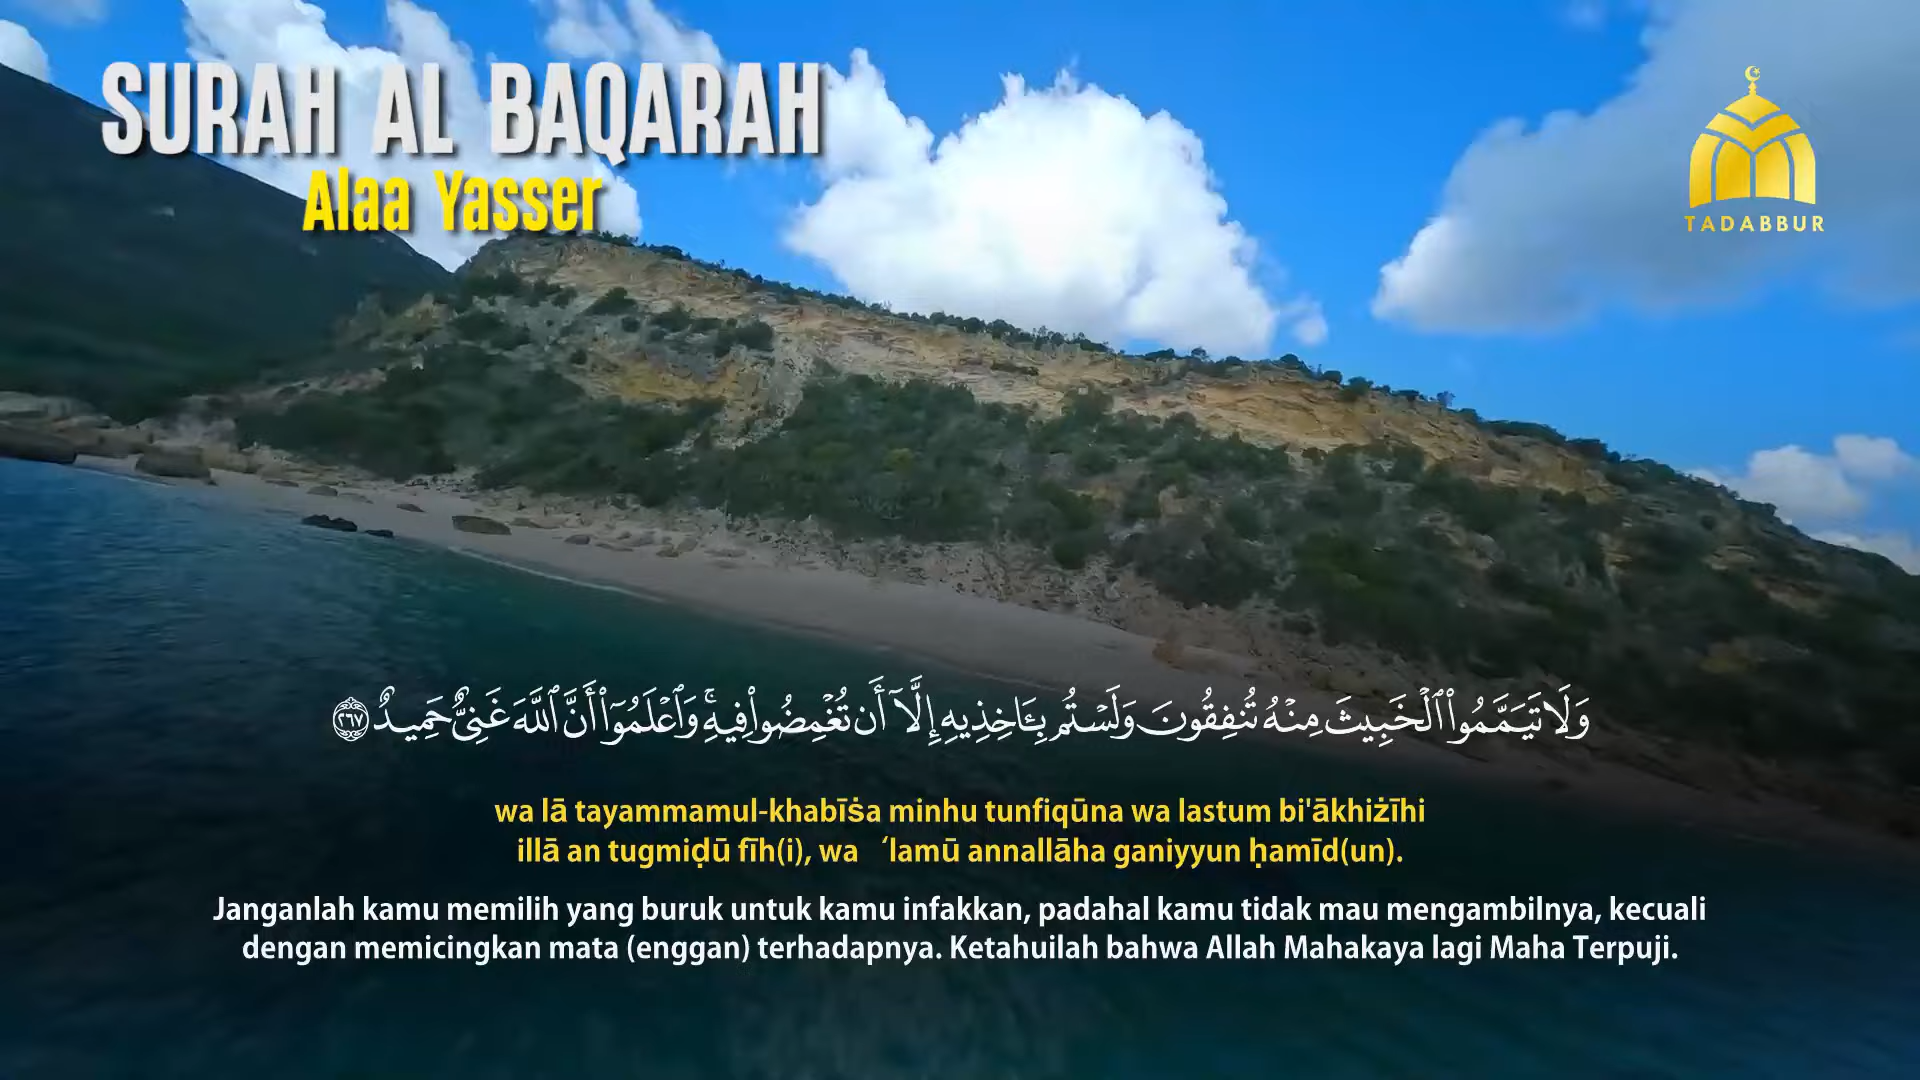 SURAH AL BAQARAH
Alaa Yasser
TADABBUR
وَلَا تَيَمَّمُوا۟ ٱلْخَبِيثَ مِنْهُ تُنفِقُونَ وَلَسْتُم بِـَٔاخِذِيهِ إِلَّآ أَن تُغْمِضُوا۟ فِيهِ ۚ وَٱعْلَمُوٓا۟ أَنَّ ٱللَّهَ غَنِىٌّ حَمِيدٌ ٢٦٧
wa lā tayammamul-khabīṡa minhu tunfiqūna wa lastum bi'ākhiżīhi
illā an tugmiḍū fīh(i), wa ‘lamū annallāha ganiyyun ḥamīd(un).
Janganlah kamu memilih yang buruk untuk kamu infakkan, padahal kamu tidak mau mengambilnya, kecuali
dengan memicingkan mata (enggan) terhadapnya. Ketahuilah bahwa Allah Mahakaya lagi Maha Terpuji.